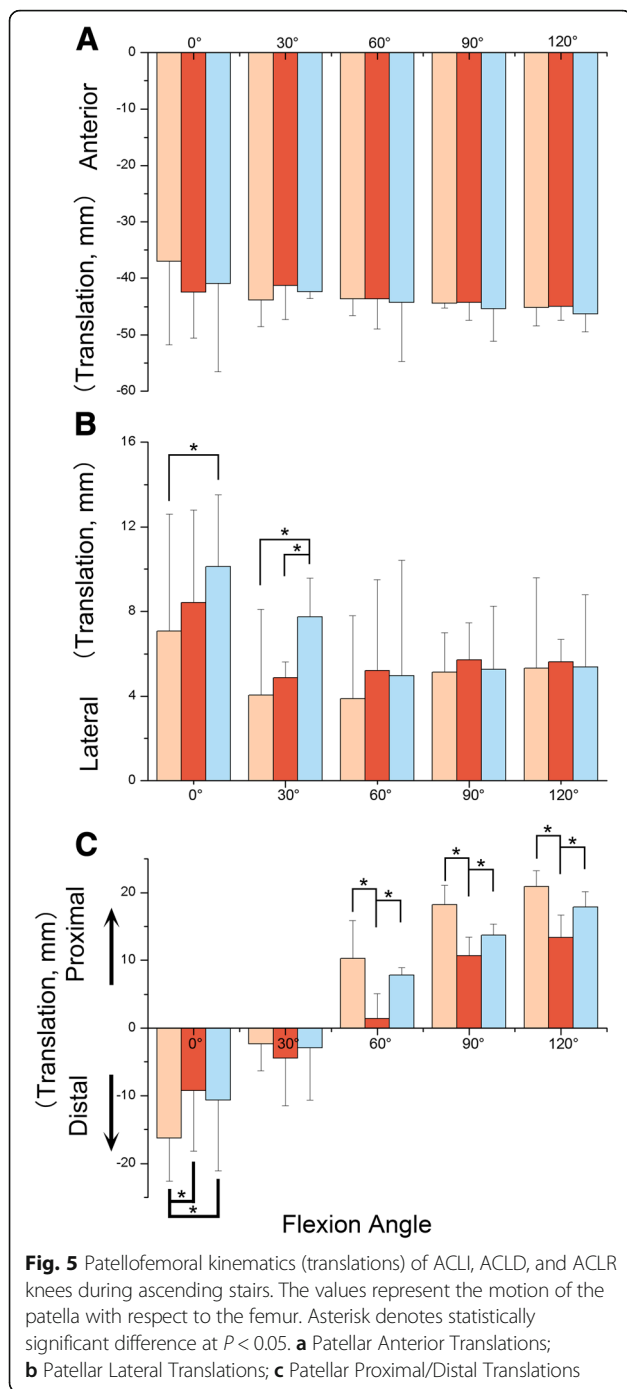 A
0° 30° 60° 90° 120°
0
-10
-20
-30
-40
-50
-60
(Translation, mm) Anterior
B
16
12
8
4
0
Lateral (Translation, mm)
* * *
0° 30° 60° 90° 120°
C
20
10
0
-10
-20
(Translation, mm)
Distal Proximal
* * * * * *
0° 30° 60° 90° 120°
*
*
Flexion Angle
Fig. 5 Patellofemoral kinematics (translations) of ACLI, ACLD, and ACLR
knees during ascending stairs. The values represent the motion of the
patella with respect to the femur. Asterisk denotes statistically
significant difference at P < 0.05. a Patellar Anterior Translations;
b Patellar Lateral Translations; c Patellar Proximal/Distal Translations